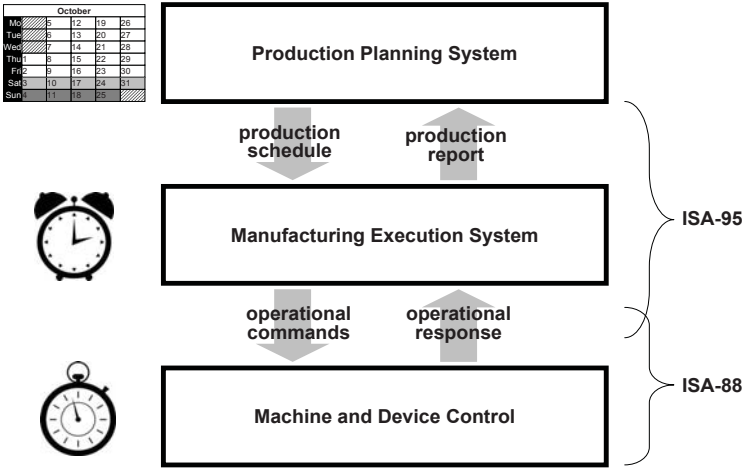 October
Mo 5 12 19 26
Tue 6 13 20 27
Wed 7 14 21 28
Thu 1 8 15 22 29
Fri 2 9 16 23 30
Sat 3 10 17 24 31
Sun 4 11 18 25
Production Planning System
production schedule
production report
Manufacturing Execution System
ISA-95
operational commands
operational response
Machine and Device Control
ISA-88